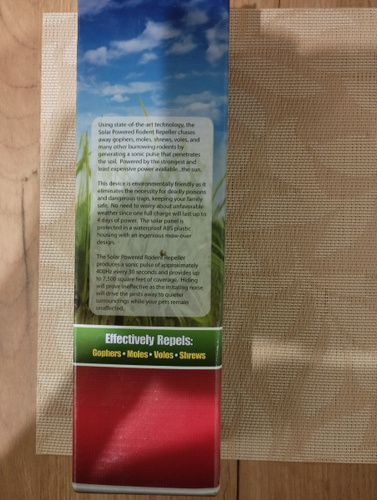 Using state-of-the-art technology, the
Solar Powered Rodent Repeller chases
away gophers, moles, shrews, voles, and
many other burrowing rodents by
generating a sonic pulse that penetrates
the soil. Powered by the strongest and
least expensive power available...the sun.
This device is environmentally friendly as it
eliminates the necessity for deadly poisons
and dangerous traps, keeping your family
safe. No need to worry about unfavorable
weather since one full charge will last up to
4 days of power. The solar panel is
protected in a waterproof ABS plastic
housing with an ingenious mow-over
design.
The Solar Powered Rodent Repeller
produces a sonic pulse of approximately
400Hz every 30 seconds and provides up
to 7,500 square feet of coverage. Hiding
will prove ineffective as the irritating noise
will drive the pests away to quieter
surroundings while your pets remain
unaffected.
Effectively Repels:
Gophers • Moles • Voles • Shrews